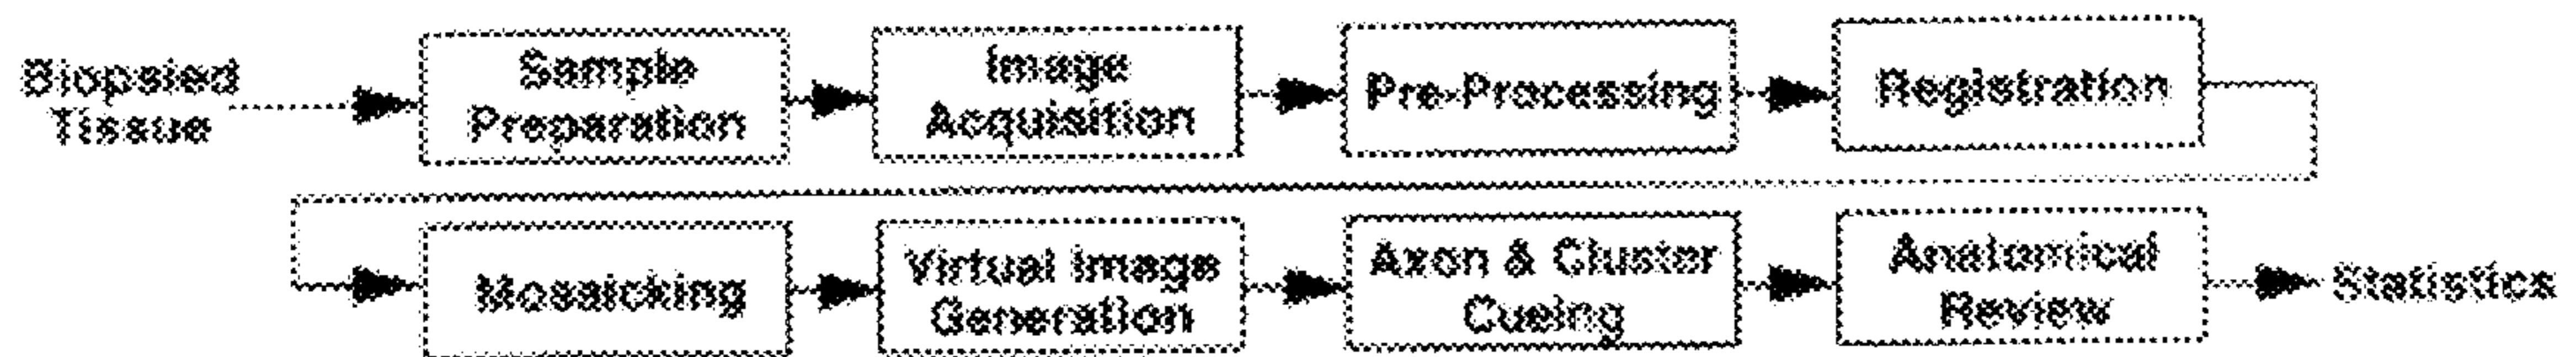 Biopsied
Tissue
Sample
Preparation
Image
Acquisition
Pre-Processing
Registration
Mosaicking
Virtual Image
Generation
Axon & Cluster
Cueing
Anatomical
Review
Statistics